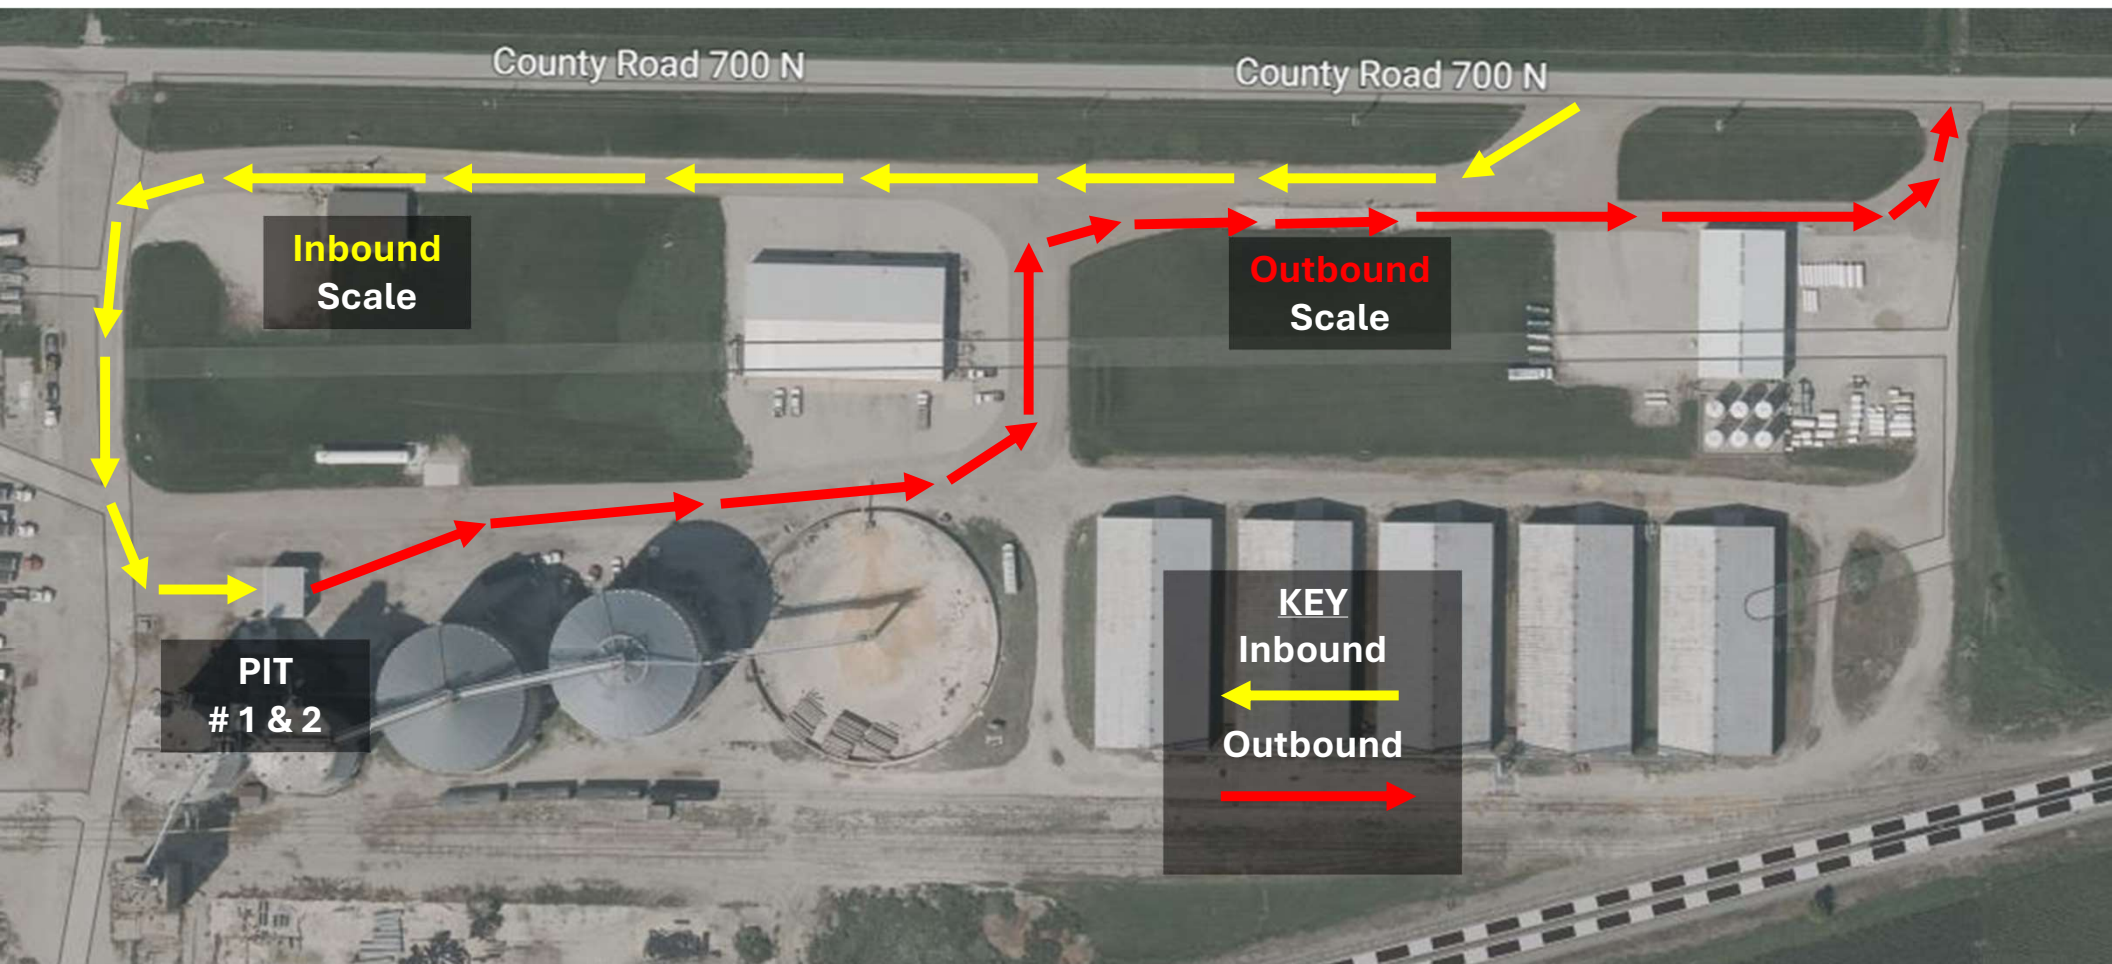 County Road 700 N
County Road 700 N
Inbound
Scale
Outbound
Scale
PIT
# 1 & 2
KEY
Inbound
Outbound